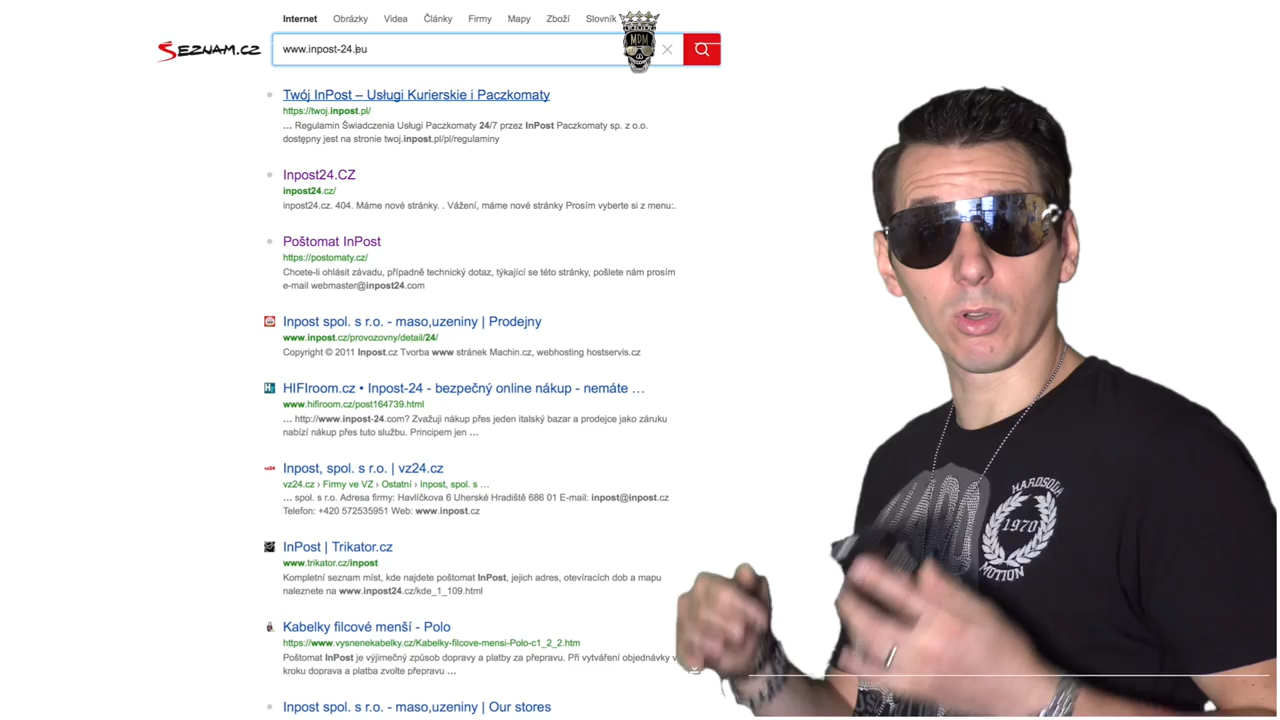 Internet Obrázky Videa Články Firmy Mapy Zboží Slovník
SEZNAM.CZ
www.inpost-24.eu
MDM
Twój InPost – Usługi Kurierskie i Paczkomaty
https://twoj.inpost.pl/
... Regulamin Świadczenia Usługi Paczkomaty 24/7 przez InPost Paczkomaty sp. z o.o.
dostępny jest na stronie twoj.inpost.pl/pl/regulaminy
Inpost24.CZ
inpost24.cz/
inpost24.cz. 404. Máme nové stránky. . Vážení, máme nové stránky Prosím vyberte si z menu:.
Poštomat InPost
https://postomaty.cz/
Chcete-li ohlásit závadu, případně technický dotaz, týkající se této stránky, pošlete nám prosím
e-mail webmaster@inpost24.com
Inpost spol. s r.o. - maso,uzeniny | Prodejny
www.inpost.cz/provozovny/detail/24/
Copyright © 2011 Inpost.cz Tvorba www stránek Machin.cz, webhosting hostservis.cz
HIFIroom.cz • Inpost-24 - bezpečný online nákup - nemáte ...
www.hifiroom.cz/post164739.html
... http://www.inpost-24.com? Zvažuji nákup přes jeden italský bazar a prodejce jako záruku
nabízí nákup přes tuto službu. Principem jen ...
Inpost, spol. s r.o. | vz24.cz
vz24.cz › Firmy ve VZ › Ostatní › Inpost, spol. s ...
... spol. s r.o. Adresa firmy: Havlíčkova 6 Uherské Hradiště 686 01 E-mail: inpost@inpost.cz
Telefon: +420 572535951 Web: www.inpost.cz
InPost | Trikator.cz
www.trikator.cz/inpost
Kompletní seznam míst, kde najdete poštomat InPost, jejich adres, otevíracích dob a mapu
naleznete na www.inpost24.cz/kde_1_109.html
Kabelky filcové menší - Polo
https://www.vysnenekabelky.cz/Kabelky-filcove-mensi-Polo-c1_2_2.htm
Poštomat InPost je výjimečný způsob dopravy a platby za přepravu. Při vytváření objednávky v
kroku doprava a platba zvolte přepravu ...
Inpost spol. s r.o. - maso,uzeniny | Our stores
HARDSODA
1970
MOTION